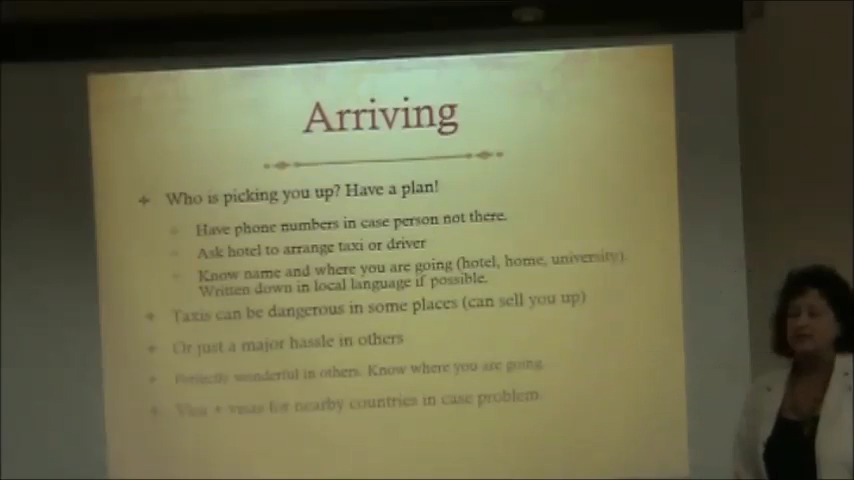 Arriving
Who is picking you up? Have a plan!
Have phone numbers in case person not there.
Ask hotel to arrange taxi or driver
Know name and where you are going (hotel, home, university).
Written down in local language if possible.
Taxis can be dangerous in some places (can sell you up)
Or just a major hassle in others
Perfectly wonderful in others. Know where you are going.
Visa + visas for nearby countries in case problem